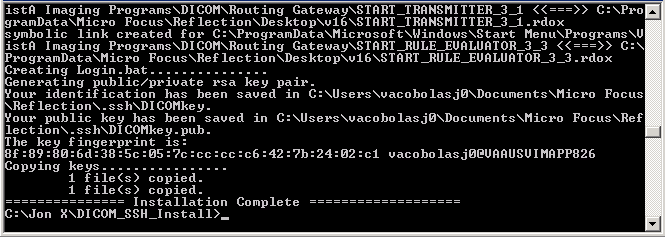 istA Imaging Programs\DICOM\Routing Gateway\START_TRANSMITTER_3_1 <<===>> C:\Pro
gramData\Micro Focus\Reflection\Desktop\v16\START_TRANSMITTER_3_1.rdox
symbolic link created for C:\ProgramData\Microsoft\Windows\Start Menu\Programs\V
istA Imaging Programs\DICOM\Routing Gateway\START_RULE_EVALUATOR_3_3 <<===>> C:\
ProgramData\Micro Focus\Reflection\Desktop\v16\START_RULE_EVALUATOR_3_3.rdox
Creating Login.bat...............
Generating public/private rsa key pair.
Your identification has been saved in C:\Users\vacobolasj0\Documents\Micro Focus
\Reflection\.ssh\DICOMkey.
Your public key has been saved in C:\Users\vacobolasj0\Documents\Micro Focus\Ref
lection\.ssh\DICOMkey.pub.
The key fingerprint is:
8f:89:80:6d:38:5c:05:7c:cc:cc:c6:42:7b:24:02:c1 vacobolasj0@VAAUSVIMAPP826
Copying keys................
1 file(s) copied.
1 file(s) copied.
=============== Installation Complete ===================
C:\Jon X\DICOM_SSH_Install>_